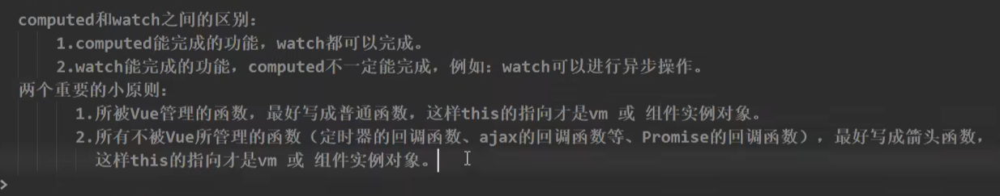 computed和watch之间的区别：
1.computed能完成的功能，watch都可以完成。
2.watch能完成的功能，computed不一定能完成，例如：watch可以进行异步操作。
两个重要的小原则：
1.所被Vue管理的函数，最好写成普通函数，这样this的指向才是vm 或 组件实例对象。
2.所有不被Vue所管理的函数（定时器的回调函数、ajax的回调函数等、Promise的回调函数），最好写成箭头函数，
这样this的指向才是vm 或 组件实例对象。